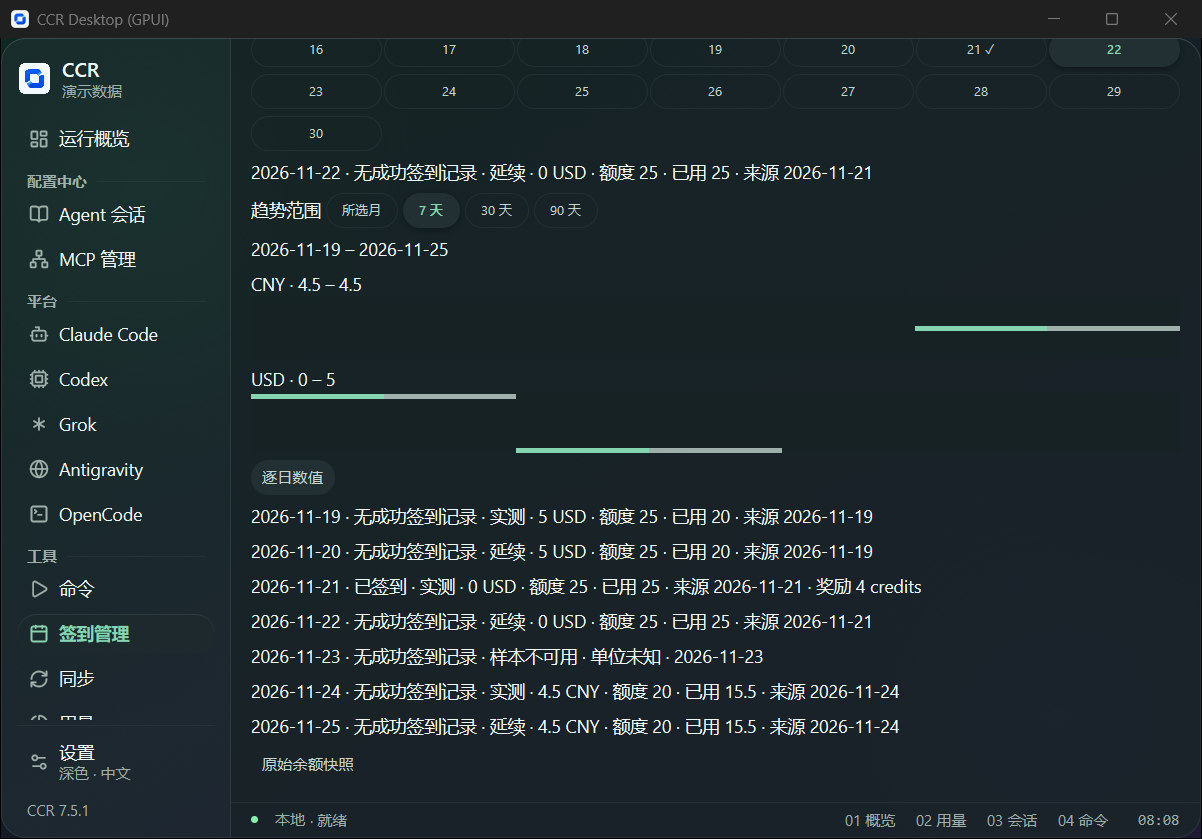 CCR Desktop (GPUI)
CCR
演示数据
运行概览
配置中心
Agent 会话
MCP 管理
平台
Claude Code
Codex
Grok
Antigravity
OpenCode
工具
命令
签到管理
同步
设置
深色 · 中文
CCR 7.5.1
16 17 18 19 20 21 ✓ 22
23 24 25 26 27 28 29
30
2026-11-22 · 无成功签到记录 · 延续 · 0 USD · 额度 25 · 已用 25 · 来源 2026-11-21
趋势范围 所选月 7 天 30 天 90 天
2026-11-19 – 2026-11-25
CNY · 4.5 – 4.5
USD · 0 – 5
逐日数值
2026-11-19 · 无成功签到记录 · 实测 · 5 USD · 额度 25 · 已用 20 · 来源 2026-11-19
2026-11-20 · 无成功签到记录 · 延续 · 5 USD · 额度 25 · 已用 20 · 来源 2026-11-19
2026-11-21 · 已签到 · 实测 · 0 USD · 额度 25 · 已用 25 · 来源 2026-11-21 · 奖励 4 credits
2026-11-22 · 无成功签到记录 · 延续 · 0 USD · 额度 25 · 已用 25 · 来源 2026-11-21
2026-11-23 · 无成功签到记录 · 样本不可用 · 单位未知 · 2026-11-23
2026-11-24 · 无成功签到记录 · 实测 · 4.5 CNY · 额度 20 · 已用 15.5 · 来源 2026-11-24
2026-11-25 · 无成功签到记录 · 延续 · 4.5 CNY · 额度 20 · 已用 15.5 · 来源 2026-11-24
原始余额快照
本地 · 就绪
01 概览 02 用量 03 会话 04 命令 08:08